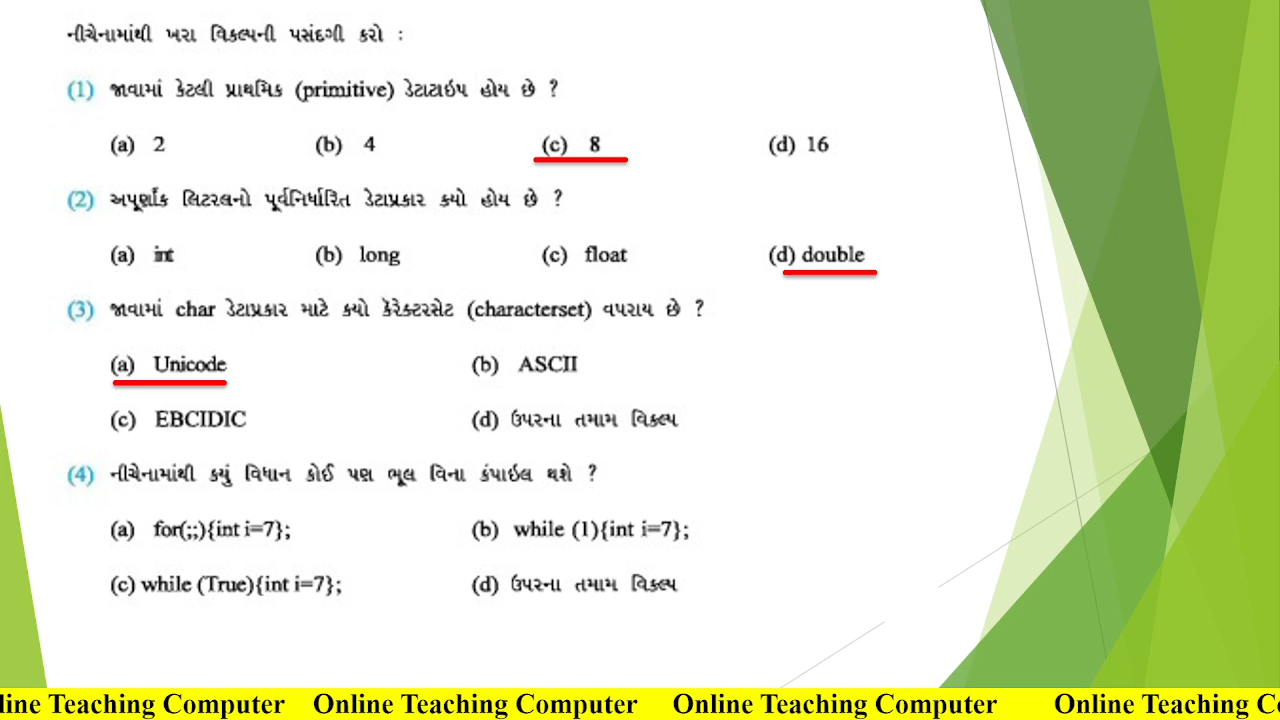 નીચેનામાંથી ખરા વિકલ્પની પસંદગી કરો :
(1) જાવામાં કેટલી પ્રાથમિક (primitive) ડેટાટાઇપ હોય છે ?
(a) 2 (b) 4 (c) 8 (d) 16
(2) અપૂર્ણાંક લિટરલનો પૂર્વનિર્ધારિત ડેટાપ્રકાર ક્યો હોય છે ?
(a) int (b) long (c) float (d) double
(3) જાવામાં char ડેટાપ્રકાર માટે ક્યો કૅરેક્ટરસેટ (characterset) વપરાય છે ?
(a) Unicode (b) ASCII
(c) EBCIDIC (d) ઉપરના તમામ વિકલ્પ
(4) નીચેનામાંથી કયું વિધાન કોઈ પણ ભૂલ વિના કંપાઇલ થશે ?
(a) for(;;){int i=7}; (b) while (1){int i=7};
(c) while (True){int i=7}; (d) ઉપરના તમામ વિકલ્પ
line Teaching Computer Online Teaching Computer Online Teaching Computer Online Teaching C